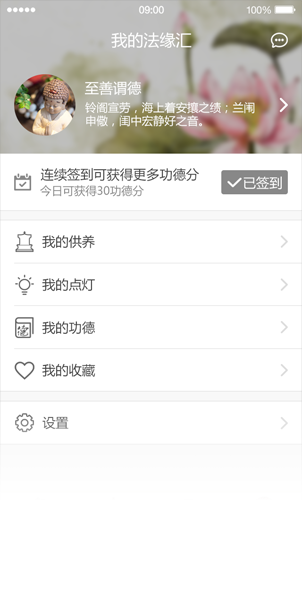 09:00
100%
我的法缘汇
至善谓德
铃阁宣劳，海上着安攘之绩；兰闱
申敬，闺中宏静好之音。
连续签到可获得更多功德分
今日可获得30功德分
已签到
我的供养
我的点灯
我的功德
我的收藏
设置